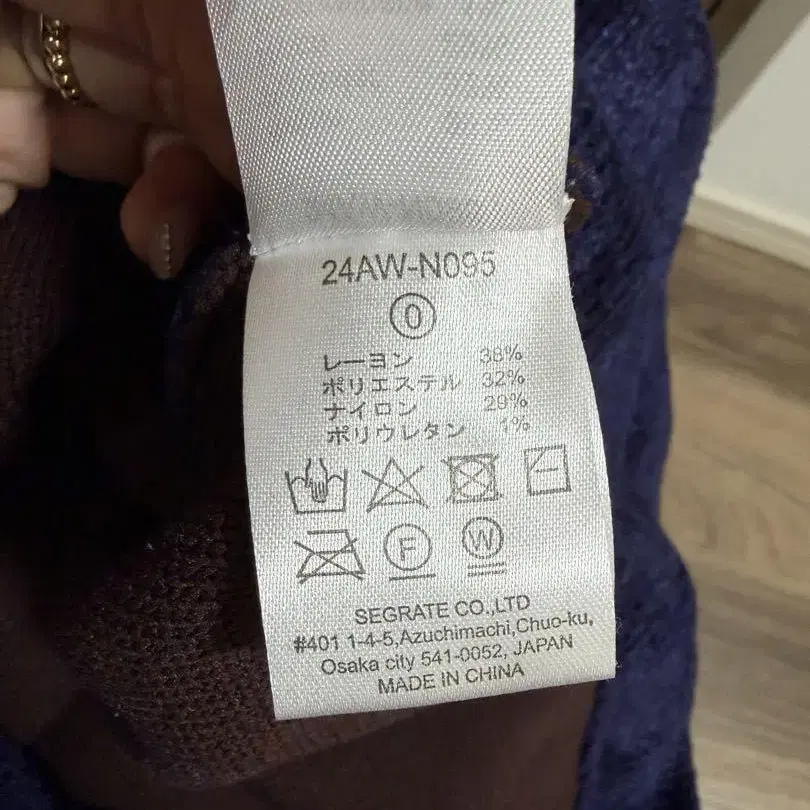 24AW-N095
0
レーヨン 38%
ポリエステル 32%
ナイロン 29%
ポリウレタン 1%
F W
SEGRATE CO.,LTD
#401 1-4-5,Azuchimachi,Chuo-ku,
Osaka city 541-0052, JAPAN
MADE IN CHINA